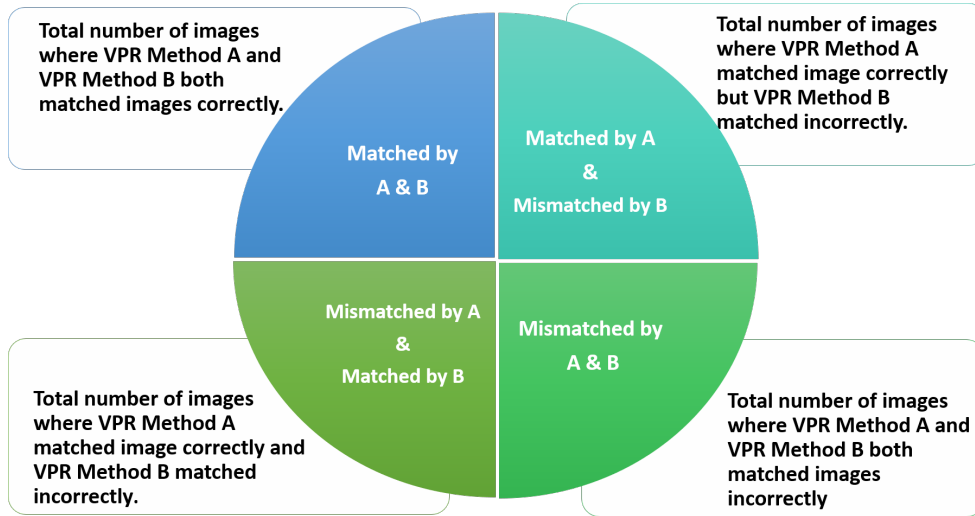 Total number of images
where VPR Method A and
VPR Method B both
matched images correctly.
Total number of images
where VPR Method A
matched image correctly
but VPR Method B
matched incorrectly.
Matched by
A & B
Matched by A
&
Mismatched by B
Mismatched by A
&
Matched by B
Mismatched by
A & B
Total number of images
where VPR Method A
matched image correctly and
VPR Method B matched
incorrectly.
Total number of images
where VPR Method A and
VPR Method B both
matched images
incorrectly